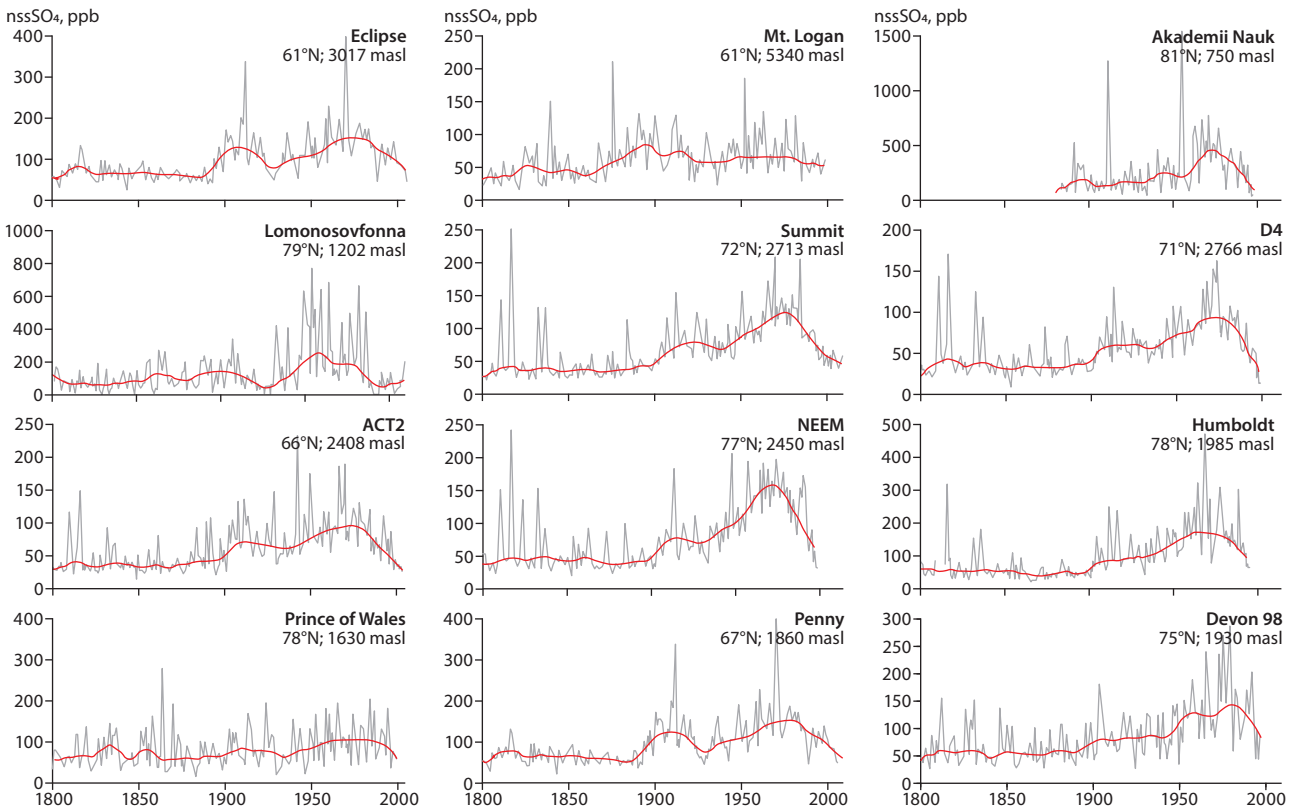 nssSO₄, ppb
nssSO₄, ppb
nssSO₄, ppb
400
300
200
100
0
Eclipse
61°N; 3017 masl
250
200
150
100
50
0
Mt. Logan
61°N; 5340 masl
1500
1000
500
0
Akademii Nauk
81°N; 750 masl
1000
800
600
400
200
0
Lomonosovfonna
79°N; 1202 masl
250
200
150
100
50
0
Summit
72°N; 2713 masl
200
150
100
50
0
D4
71°N; 2766 masl
250
200
150
100
50
0
ACT2
66°N; 2408 masl
250
200
150
100
50
0
NEEM
77°N; 2450 masl
500
400
300
200
100
0
Humboldt
78°N; 1985 masl
400
300
200
100
0
Prince of Wales
78°N; 1630 masl
1800 1850 1900 1950 2000
400
300
200
100
0
Penny
67°N; 1860 masl
1800 1850 1900 1950 2000
300
250
200
150
100
50
0
Devon 98
75°N; 1930 masl
1800 1850 1900 1950 2000